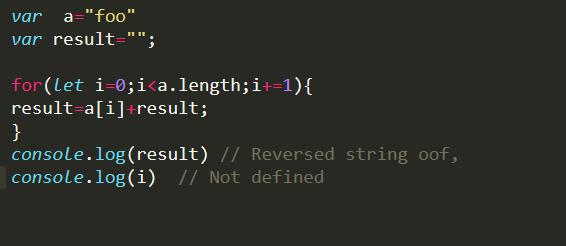 var  a="foo"
var result="";
for(let i=0;i<a.length;i+=1){
result=a[i]+result;
}
console.log(result) // Reversed string oof,
console.log(i)  // Not defined